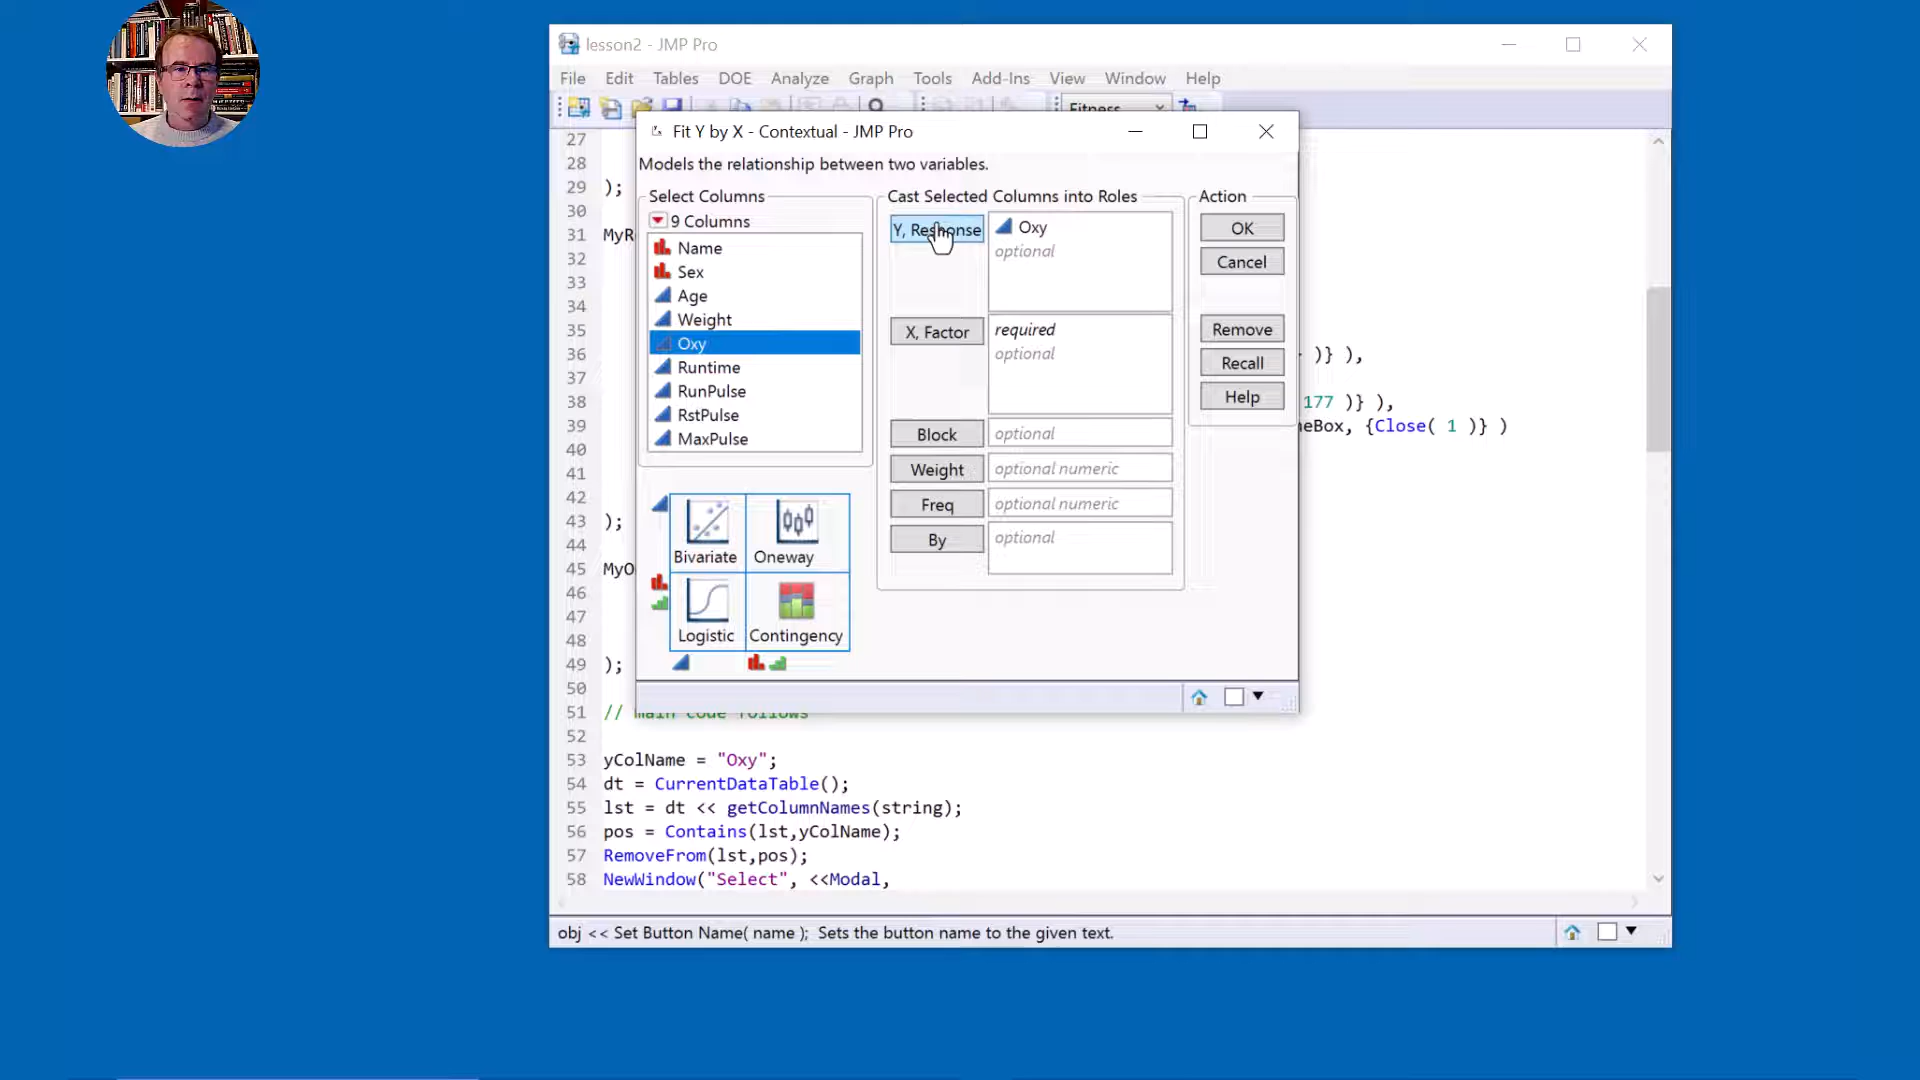 lesson2 - JMP Pro
File Edit Tables DOE Analyze Graph Tools Add-Ins View Window Help
Fitness
Fit Y by X - Contextual - JMP Pro
Models the relationship between two variables.
Select Columns
9 Columns
Name
Sex
Age
Weight
Oxy
Runtime
RunPulse
RstPulse
MaxPulse
Bivariate Oneway
Logistic Contingency
Cast Selected Columns into Roles
Y, Response Oxy
optional
X, Factor required
optional
Block optional
Weight optional numeric
Freq optional numeric
By optional
Action
OK
Cancel
Remove
Recall
Help
27
28
29 );
30
31 MyR
32
33
34
35
36 )} ),
37
38 177 )} ),
39 neBox, {Close( 1 )} )
40
41
42
43 );
44
45 MyO
46
47
48
49 );
50
51 // main code follows
52
53 yColName = "Oxy";
54 dt = CurrentDataTable();
55 lst = dt << getColumnNames(string);
56 pos = Contains(lst,yColName);
57 RemoveFrom(lst,pos);
58 NewWindow("Select", <<Modal,
obj << Set Button Name( name ); Sets the button name to the given text.